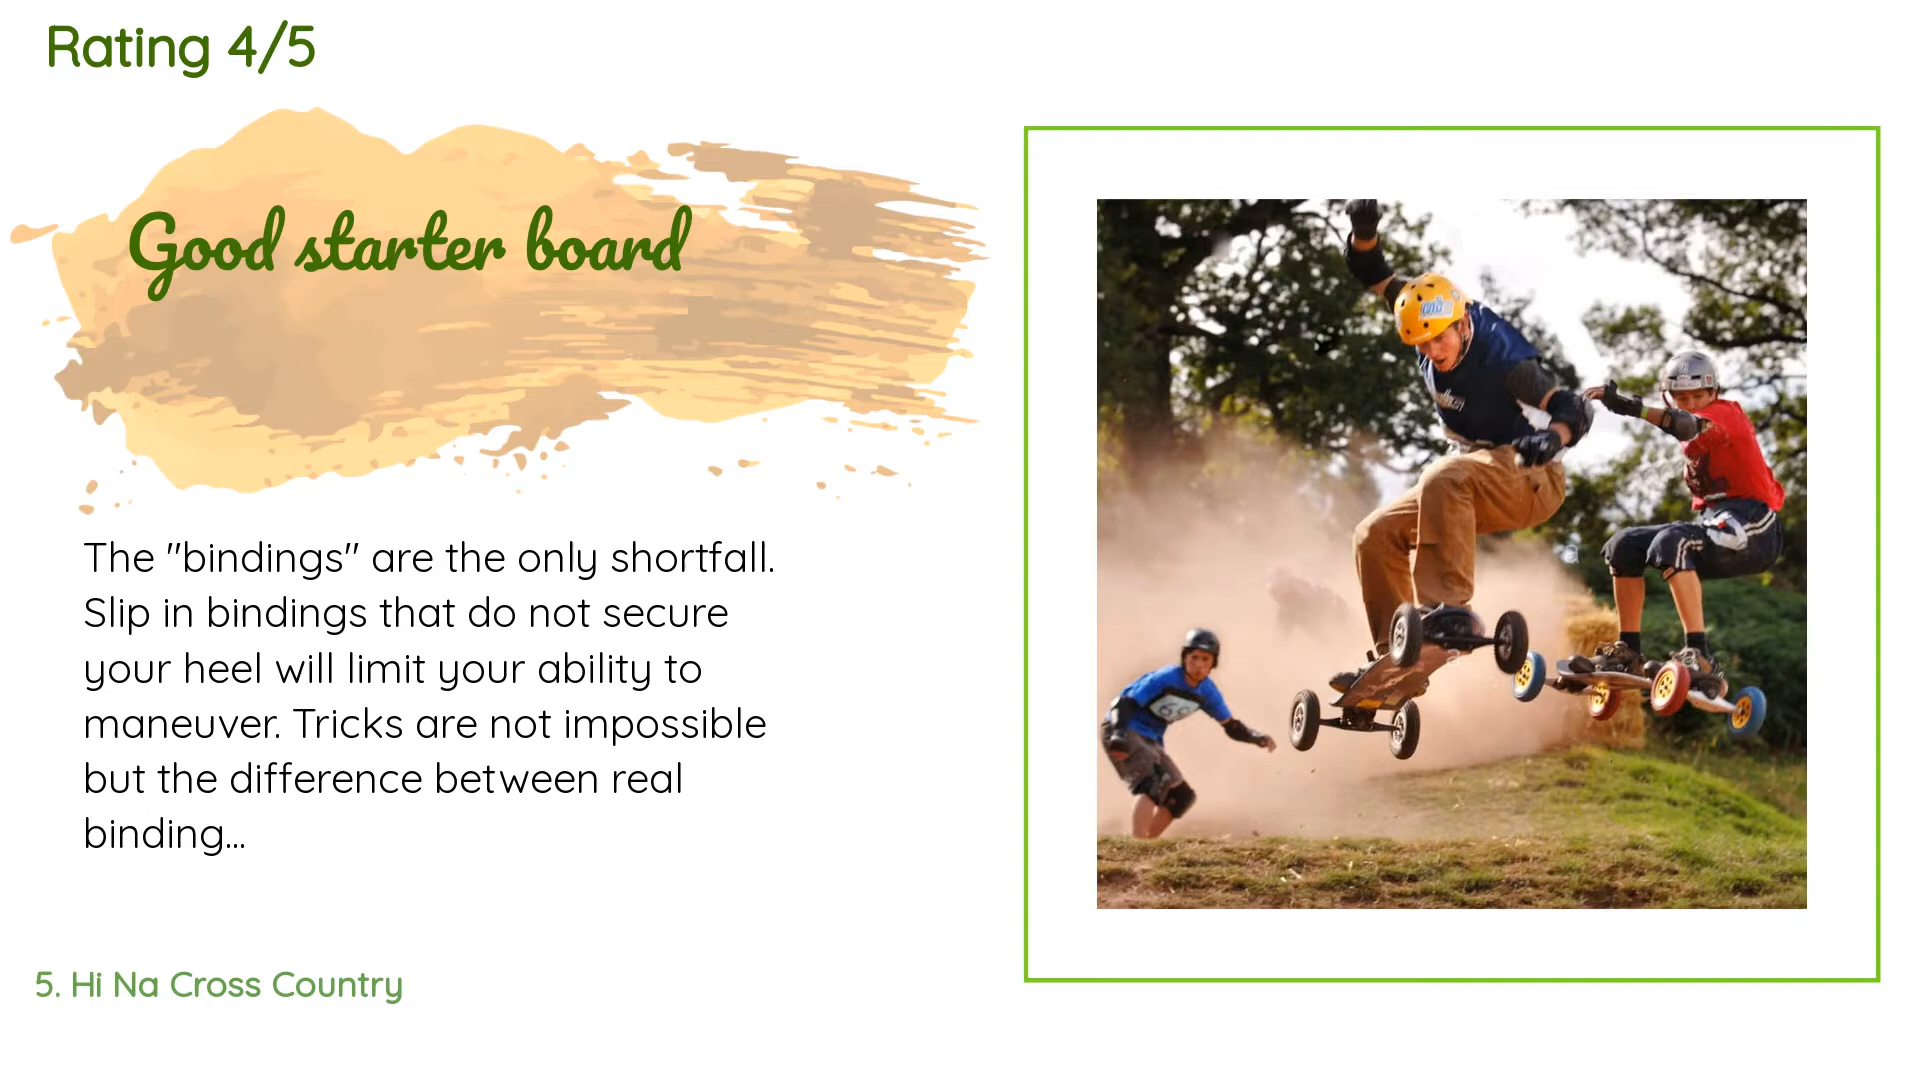 Rating 4/5
Good starter board
The "bindings" are the only shortfall.
Slip in bindings that do not secure
your heel will limit your ability to
maneuver. Tricks are not impossible
but the difference between real
binding...
5. Hi Na Cross Country